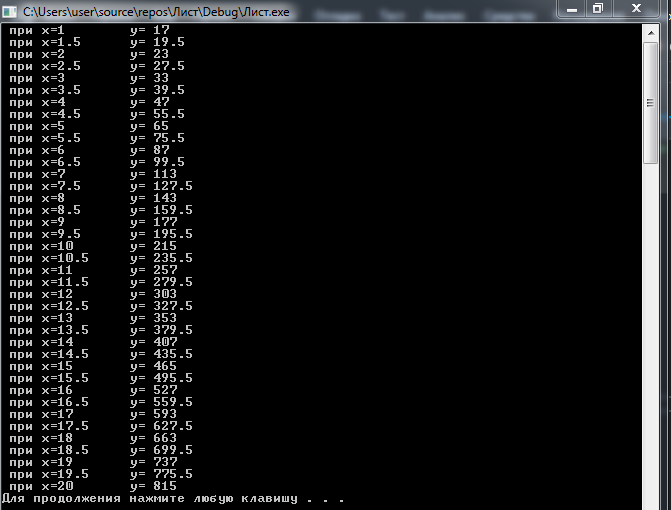 C:\Users\user\source\repos\Лист\Debug\Лист.exe
при x=1 y= 17
при x=1.5 y= 19.5
при x=2 y= 23
при x=2.5 y= 27.5
при x=3 y= 33
при x=3.5 y= 39.5
при x=4 y= 47
при x=4.5 y= 55.5
при x=5 y= 65
при x=5.5 y= 75.5
при x=6 y= 87
при x=6.5 y= 99.5
при x=7 y= 113
при x=7.5 y= 127.5
при x=8 y= 143
при x=8.5 y= 159.5
при x=9 y= 177
при x=9.5 y= 195.5
при x=10 y= 215
при x=10.5 y= 235.5
при x=11 y= 257
при x=11.5 y= 279.5
при x=12 y= 303
при x=12.5 y= 327.5
при x=13 y= 353
при x=13.5 y= 379.5
при x=14 y= 407
при x=14.5 y= 435.5
при x=15 y= 465
при x=15.5 y= 495.5
при x=16 y= 527
при x=16.5 y= 559.5
при x=17 y= 593
при x=17.5 y= 627.5
при x=18 y= 663
при x=18.5 y= 699.5
при x=19 y= 737
при x=19.5 y= 775.5
при x=20 y= 815
Для продолжения нажмите любую клавишу . . .